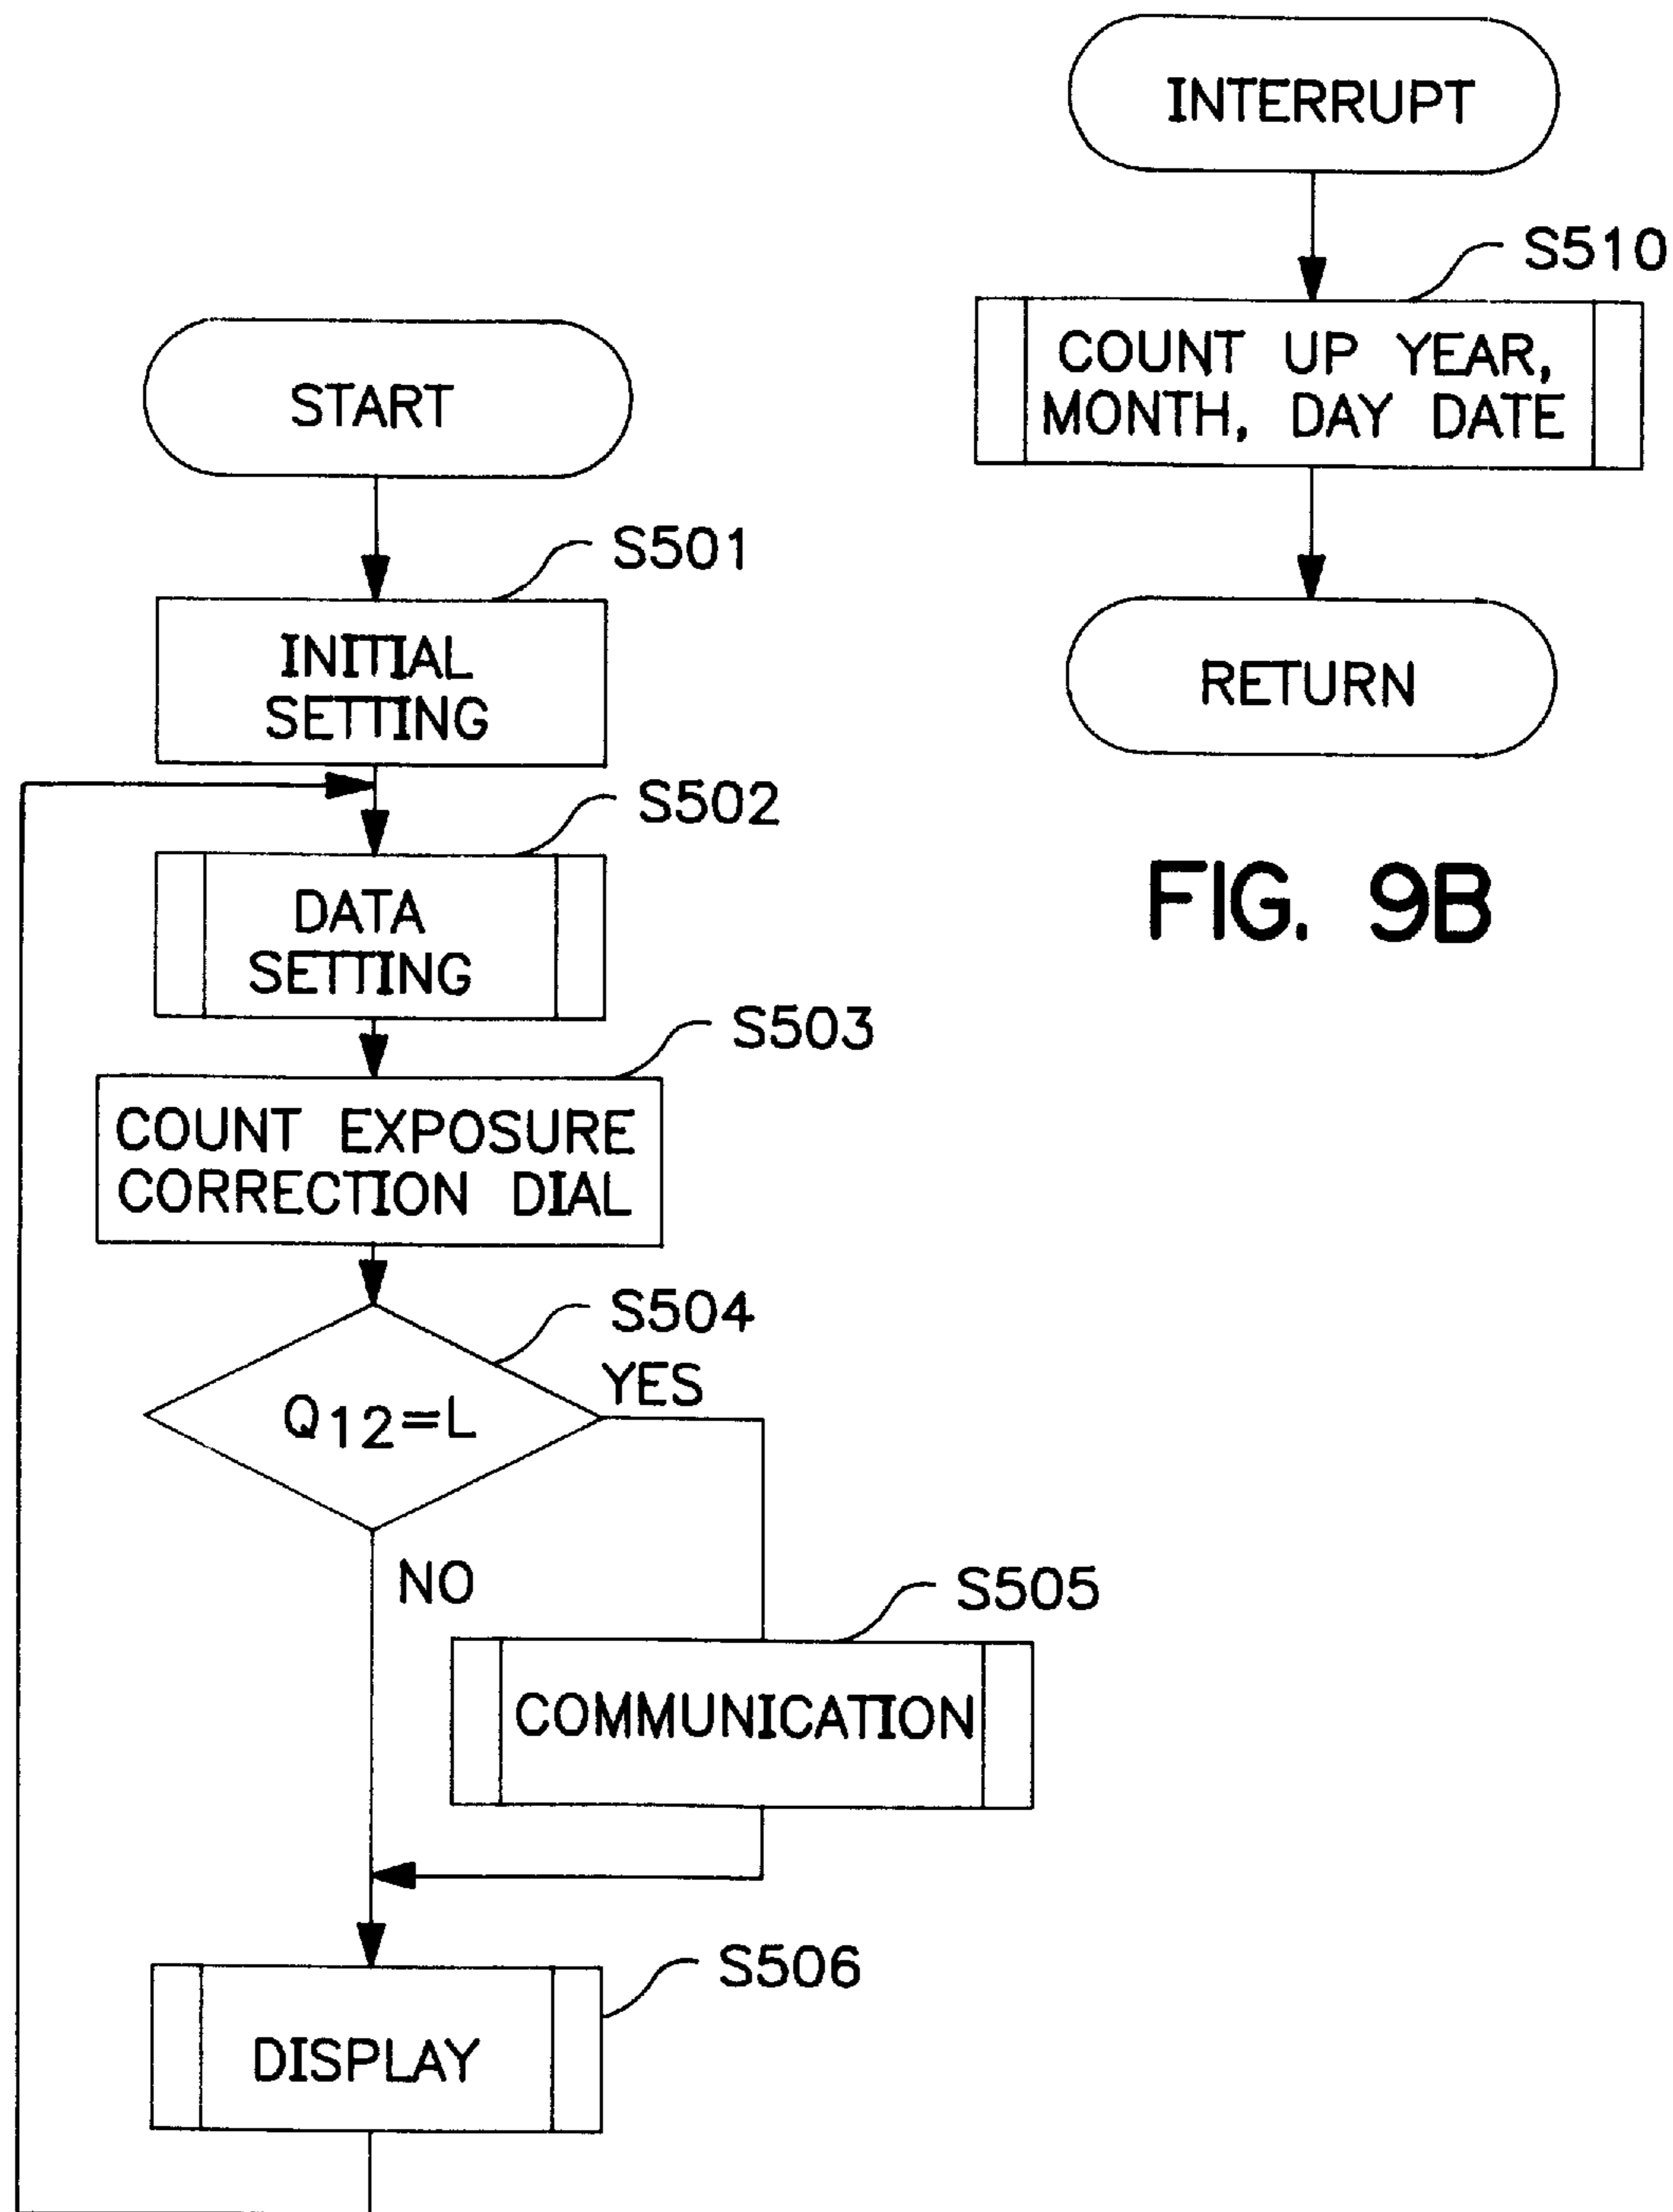 START
S501
INITIAL
SETTING
S502
DATA
SETTING
S503
COUNT EXPOSURE
CORRECTION DIAL
S504
Q12=L
YES
NO
S505
COMMUNICATION
S506
DISPLAY
INTERRUPT
S510
COUNT UP YEAR,
MONTH, DAY DATE
RETURN
FIG. 9B